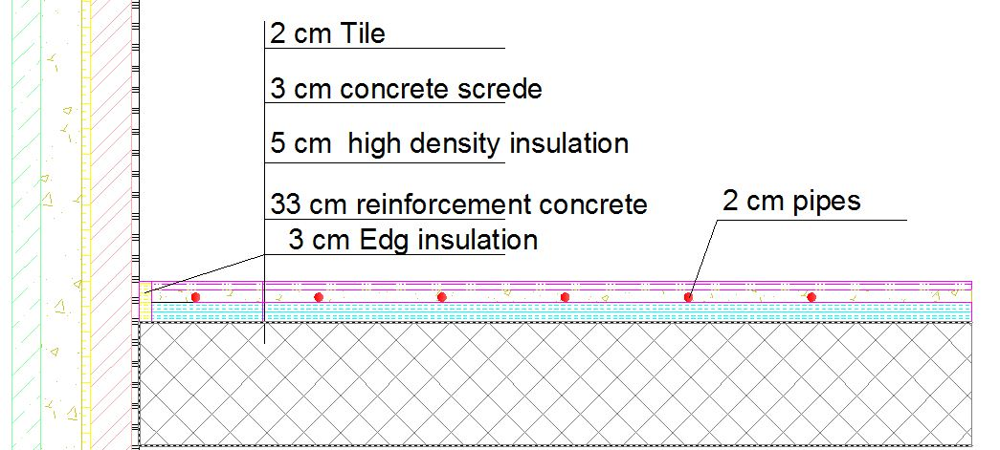 2 cm Tile
3 cm concrete screde
5 cm high density insulation
33 cm reinforcement concrete
2 cm pipes
3 cm Edg insulation